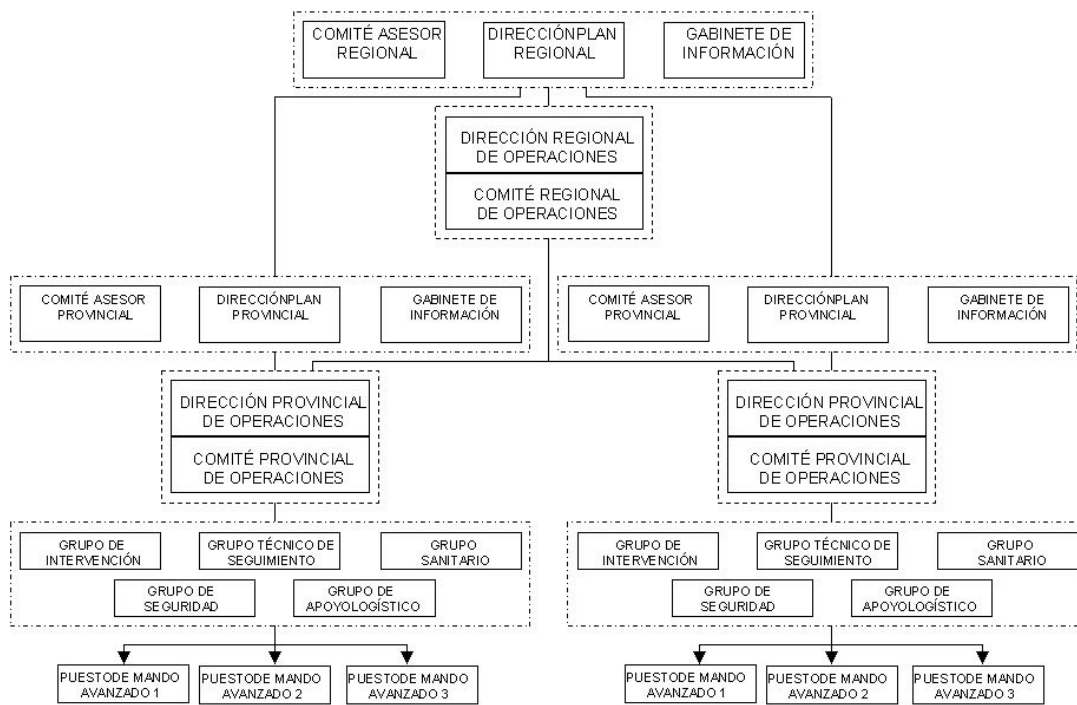 COMITÉ ASESOR
REGIONAL
DIRECCIÓNPLAN
REGIONAL
GABINETE DE
INFORMACIÓN
DIRECCIÓN REGIONAL
DE OPERACIONES
COMITÉ REGIONAL
DE OPERACIONES
COMITÉ ASESOR
PROVINCIAL
DIRECCIÓNPLAN
PROVINCIAL
GABINETE DE
INFORMACIÓN
COMITÉ ASESOR
PROVINCIAL
DIRECCIÓNPLAN
PROVINCIAL
GABINETE DE
INFORMACIÓN
DIRECCIÓN PROVINCIAL
DE OPERACIONES
COMITÉ PROVINCIAL
DE OPERACIONES
DIRECCIÓN PROVINCIAL
DE OPERACIONES
COMITÉ PROVINCIAL
DE OPERACIONES
GRUPO DE
INTERVENCIÓN
GRUPO TÉCNICO DE
SEGUIMIENTO
GRUPO
SANITARIO
GRUPO DE
SEGURIDAD
GRUPO DE
APOYOLOGÍSTICO
GRUPO DE
INTERVENCIÓN
GRUPO TÉCNICO DE
SEGUIMIENTO
GRUPO
SANITARIO
GRUPO DE
SEGURIDAD
GRUPO DE
APOYOLOGÍSTICO
PUESTODE MANDO
AVANZADO 1
PUESTODE MANDO
AVANZADO 2
PUESTODE MANDO
AVANZADO 3
PUESTODE MANDO
AVANZADO 1
PUESTODE MANDO
AVANZADO 2
PUESTODE MANDO
AVANZADO 3